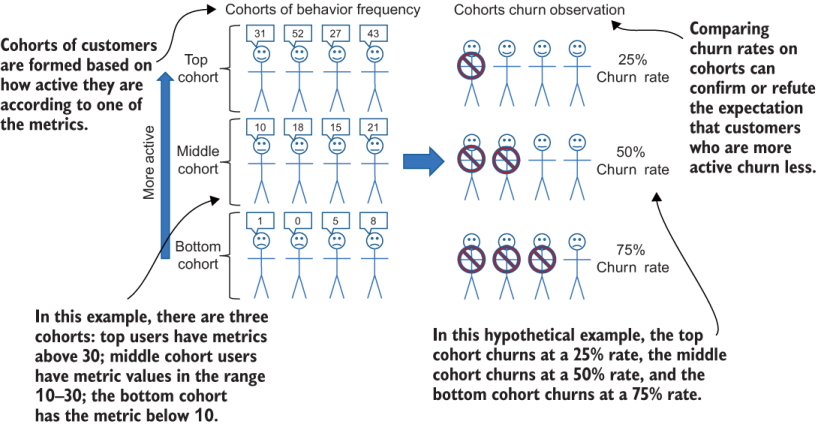 Cohorts of behavior frequency
Cohorts churn observation
Cohorts of customers
are formed based on
how active they are
according to one of
the metrics.
More active
Top
cohort
31 52 27 43
Middle
cohort
10 18 15 21
Bottom
cohort
1 0 5 8
25%
Churn rate
50%
Churn rate
75%
Churn rate
Comparing
churn rates on
cohorts can
confirm or refute
the expectation
that customers
who are more
active churn less.
In this example, there are three
cohorts: top users have metrics
above 30; middle cohort users
have metric values in the range
10–30; the bottom cohort
has the metric below 10.
In this hypothetical example, the top
cohort churns at a 25% rate, the middle
cohort churns at a 50% rate, and the
bottom cohort churns at a 75% rate.